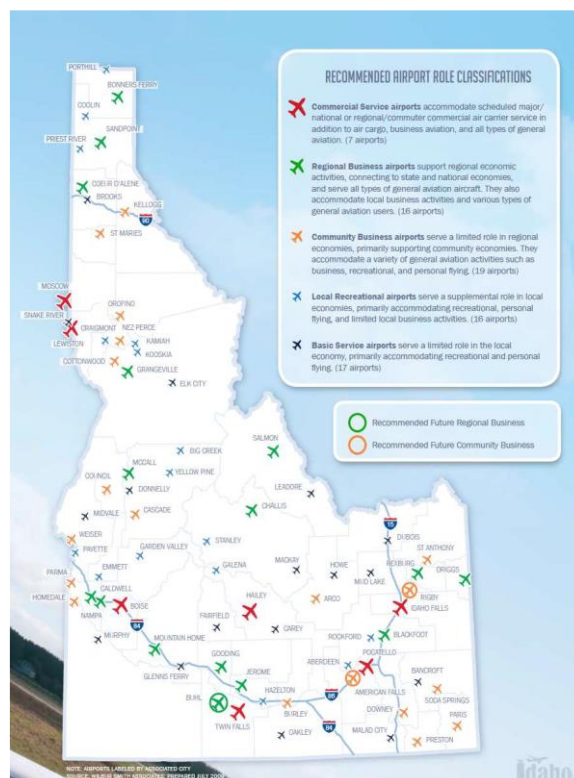 RECOMMENDED AIRPORT ROLE CLASSIFICATIONS
Commercial Service airports accommodate scheduled major/
national or regional/commuter commercial air carrier service in
addition to air cargo, business aviation, and all types of general
aviation. (7 airports)
Regional Business airports support regional economic
activities, connecting to state and national economies,
and serve all types of general aviation aircraft. They also
accommodate local business activities and various types of
general aviation users. (16 airports)
Community Business airports serve a limited role in regional
economies, primarily supporting community economies. They
accommodate a variety of general aviation activities such as
business, recreational, and personal flying. (19 airports)
Local Recreational airports serve a supplemental role in local
economies, primarily accommodating recreational, personal
flying, and limited local business activities. (16 airports)
Basic Service airports serve a limited role in the local
economy, primarily accommodating recreational and personal
flying. (17 airports)
Recommended Future Regional Business
Recommended Future Community Business
PORTHILL
BONNERS FERRY
COOLIN
SANDPOINT
PRIEST RIVER
COEUR D'ALENE
BROOKS
KELLOGG
90
ST MARIES
MOSCOW
OROFINO
SNAKE RIVER
CRAIGMONT
NEZ PERCE
LEWISTON
KAMIAH
KOOSKIA
COTTONWOOD
GRANGEVILLE
ELK CITY
BIG CREEK
SALMON
MCCALL
YELLOW PINE
COUNCIL
DONNELLY
LEADORE
CHALLIS
MIDVALE
CASCADE
15
DUBOIS
WEISER
STANLEY
ST ANTHONY
PAYETTE
GARDEN VALLEY
REXBURG
EMMETT
GALENA
MACKAY
HOWE
DRIGGS
PARMA
MUD LAKE
CALDWELL
RIGBY
HOMEDALE
HAILEY
ARCO
IDAHO FALLS
NAMPA
BOISE
FAIRFIELD
CAREY
84
ROCKFORD
BLACKFOOT
MURPHY
MOUNTAIN HOME
GOODING
ABERDEEN
POCATELLO
GLENNS FERRY
JEROME
BANCROFT
BUHL
HAZELTON
86
AMERICAN FALLS
SODA SPRINGS
TWIN FALLS
BURLEY
DOWNEY
PARIS
84
OAKLEY
MALAD CITY
PRESTON
NOTE: AIRPORTS LABELED BY ASSOCIATED CITY
SOURCE: WILBUR SMITH ASSOCIATES; PREPARED JULY
Idaho